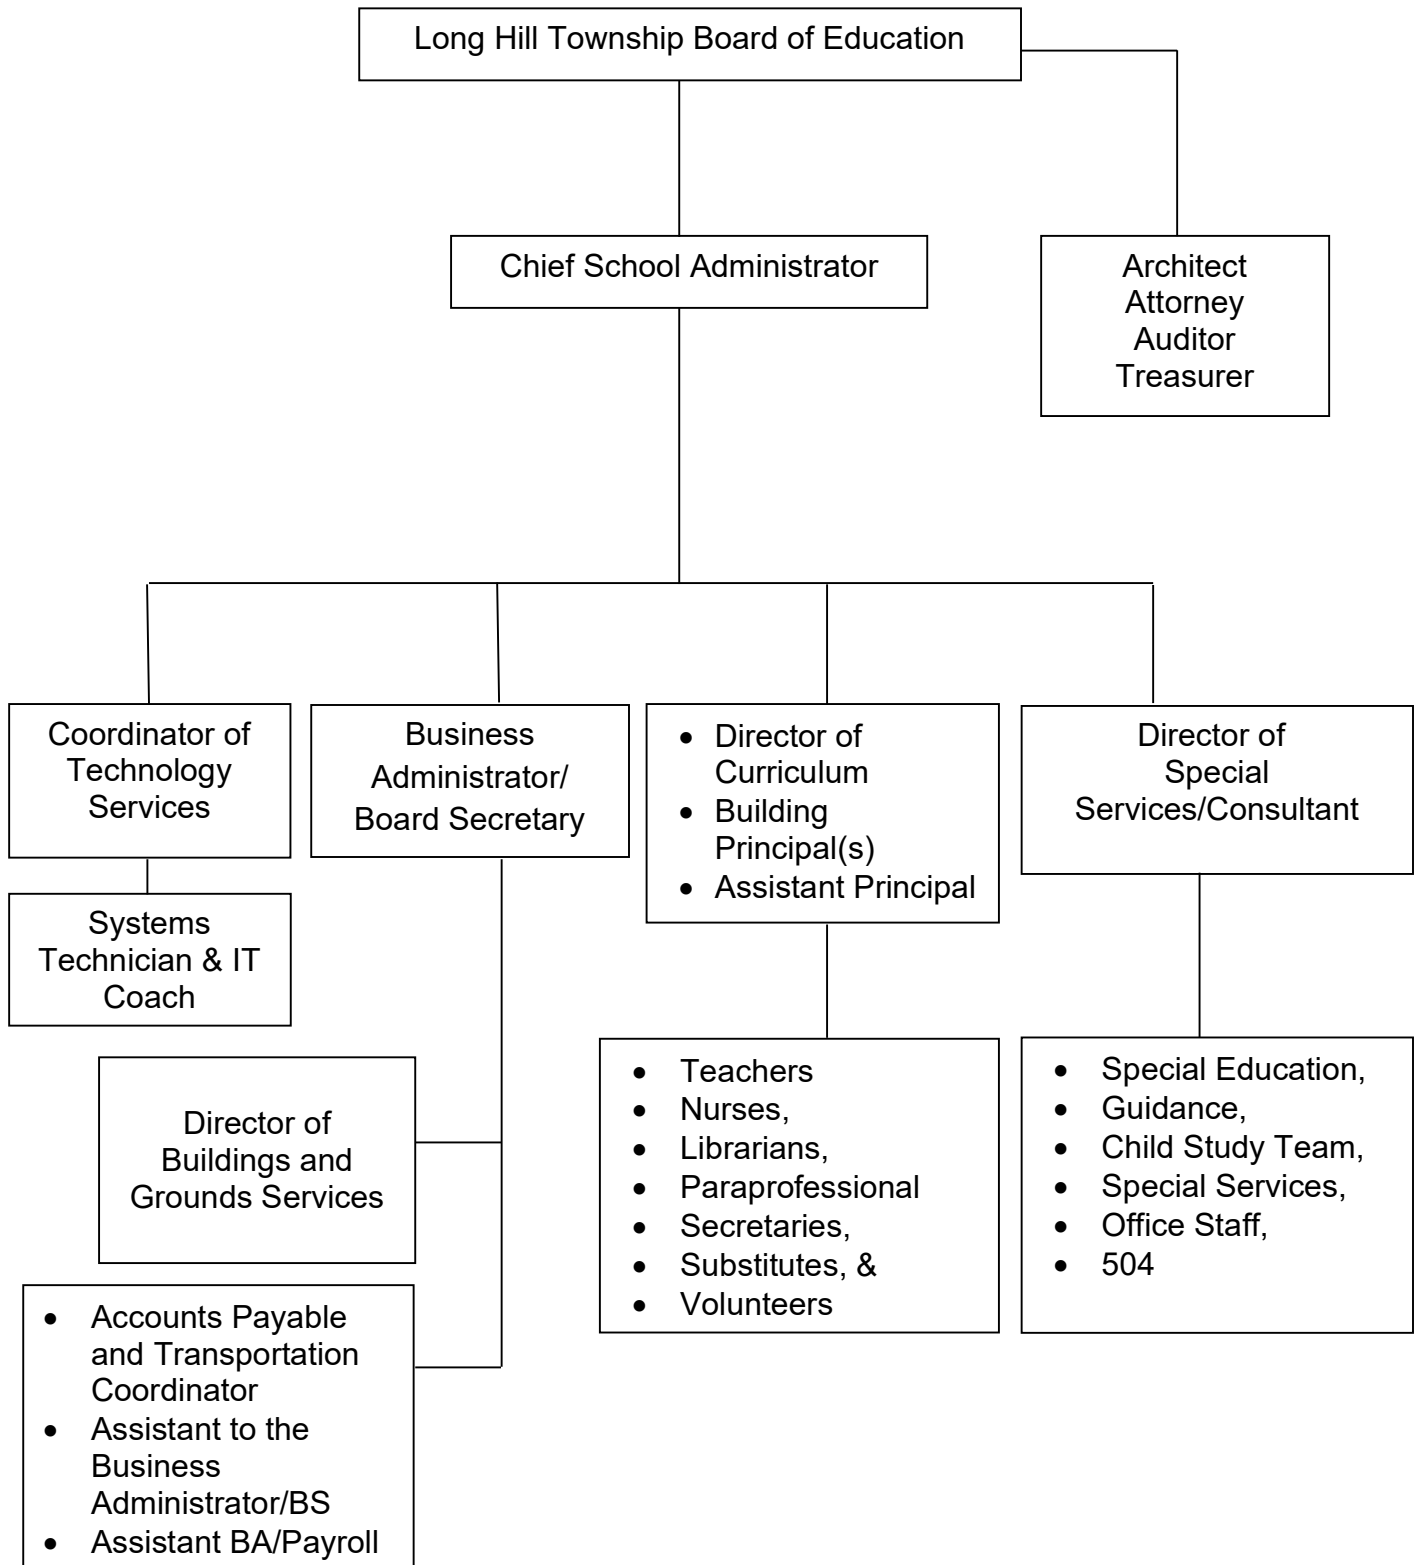 Long Hill Township Board of Education
Chief School Administrator
Architect
Attorney
Auditor
Treasurer
Coordinator of
Technology
Services
Business
Administrator/
Board Secretary
• Director of
Curriculum
• Building
Principal(s)
• Assistant Principal
Director of
Special
Services/Consultant
Systems
Technician & IT
Coach
Director of
Buildings and
Grounds Services
• Teachers
• Nurses,
• Librarians,
• Paraprofessional
• Secretaries,
• Substitutes, &
• Volunteers
• Special Education,
• Guidance,
• Child Study Team,
• Special Services,
• Office Staff,
• 504
• Accounts Payable
and Transportation
Coordinator
• Assistant to the
Business
Administrator/BS
• Assistant BA/Payroll